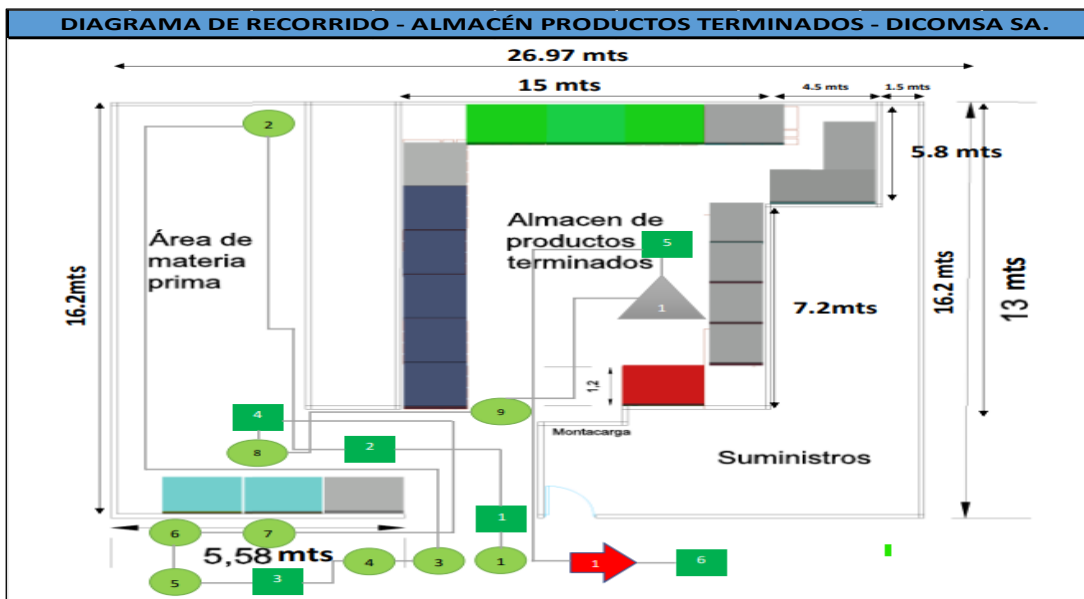 DIAGRAMA DE RECORRIDO - ALMACÉN PRODUCTOS TERMINADOS - DICOMSA SA.
26.97 mts
15 mts
4.5 mts
1.5 mts
2
5.8 mts
Área de
materia
prima
Almacen de
productos
terminados
5
16.2mts
1
7.2mts
16.2 mts
13 mts
1,2
4
9
8
2
Montacarga
Suministros
1
6
7
5,58 mts
5
3
4
3
1
1
6